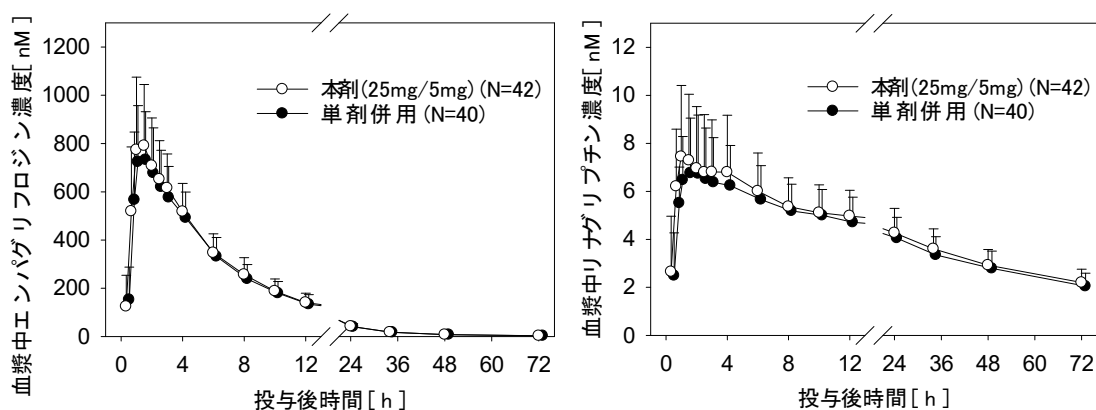 血漿中エンパグリフロジン濃度[nM]
1200
1000
800
600
400
200
0
本剤(25mg/5mg)(N=42)
単剤併用(N=40)
0 4 8 12 24 36 48 60 72
投与後時間[h]
血漿中リナグリプチン濃度[nM]
12
10
8
6
4
2
0
本剤(25mg/5mg)(N=42)
単剤併用(N=40)
0 4 8 12 24 36 48 60 72
投与後時間[h]